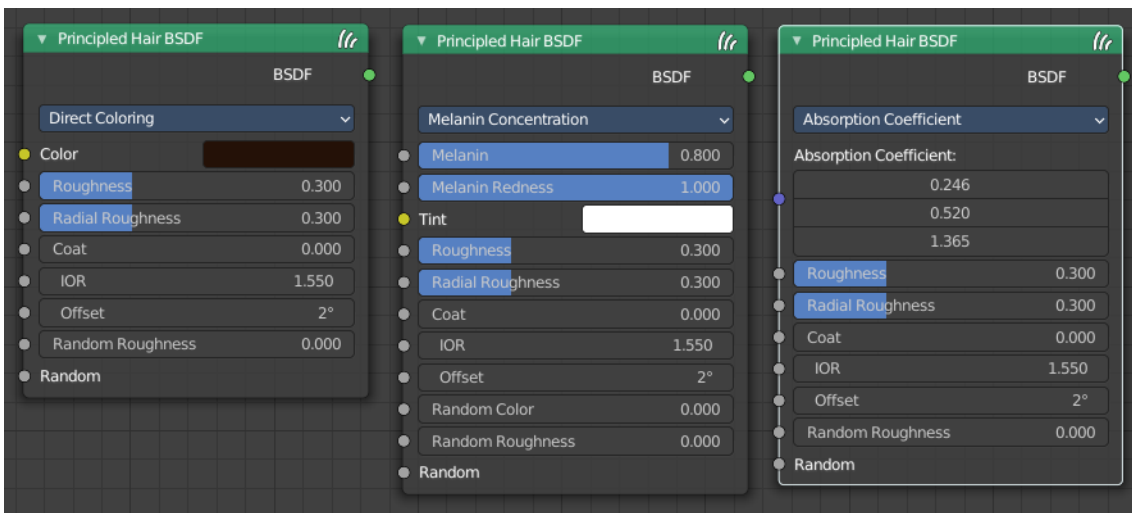 Principled Hair BSDF
BSDF
Direct Coloring
Color
Roughness 0.300
Radial Roughness 0.300
Coat 0.000
IOR 1.550
Offset 2°
Random Roughness 0.000
Random
Principled Hair BSDF
BSDF
Melanin Concentration
Melanin 0.800
Melanin Redness 1.000
Tint
Roughness 0.300
Radial Roughness 0.300
Coat 0.000
IOR 1.550
Offset 2°
Random Color 0.000
Random Roughness 0.000
Random
Principled Hair BSDF
BSDF
Absorption Coefficient
Absorption Coefficient:
0.246
0.520
1.365
Roughness 0.300
Radial Roughness 0.300
Coat 0.000
IOR 1.550
Offset 2°
Random Roughness 0.000
Random